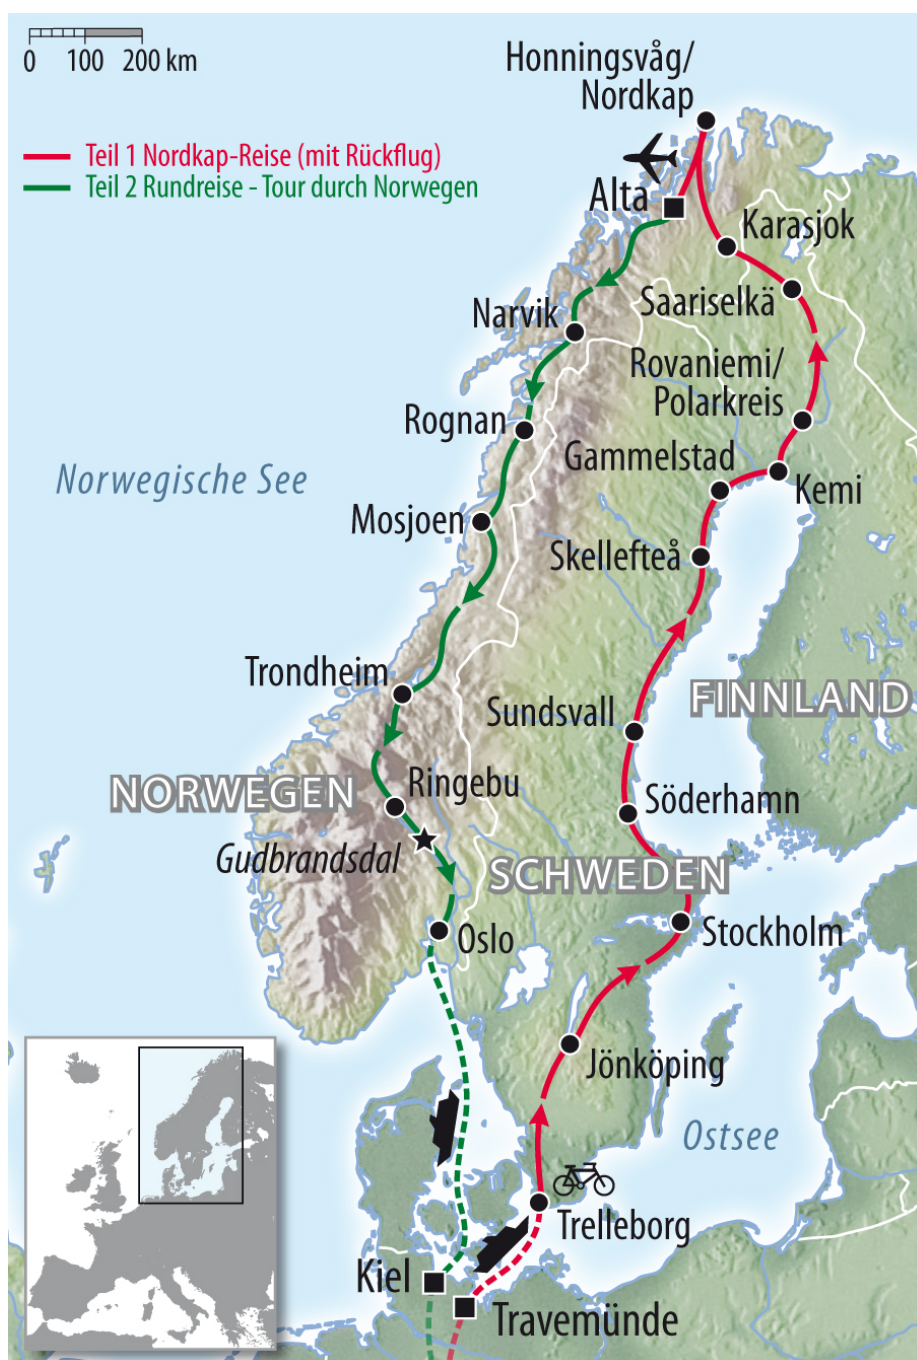 0 100 200 km
Teil 1 Nordkap-Reise (mit Rückflug)
Teil 2 Rundreise - Tour durch Norwegen
Honningsvåg/
Nordkap
Alta
Karasjok
Saariselkä
Narvik
Rovaniemi/
Polarkreis
Rognan
Gammelstad
Kemi
Norwegische See
Mosjoen
Skellefteå
Trondheim
FINNLAND
Sundsvall
NORWEGEN
Ringebu
Söderhamn
Gudbrandsdal
SCHWEDEN
Oslo
Stockholm
Jönköping
Ostsee
Trelleborg
Kiel
Travemünde